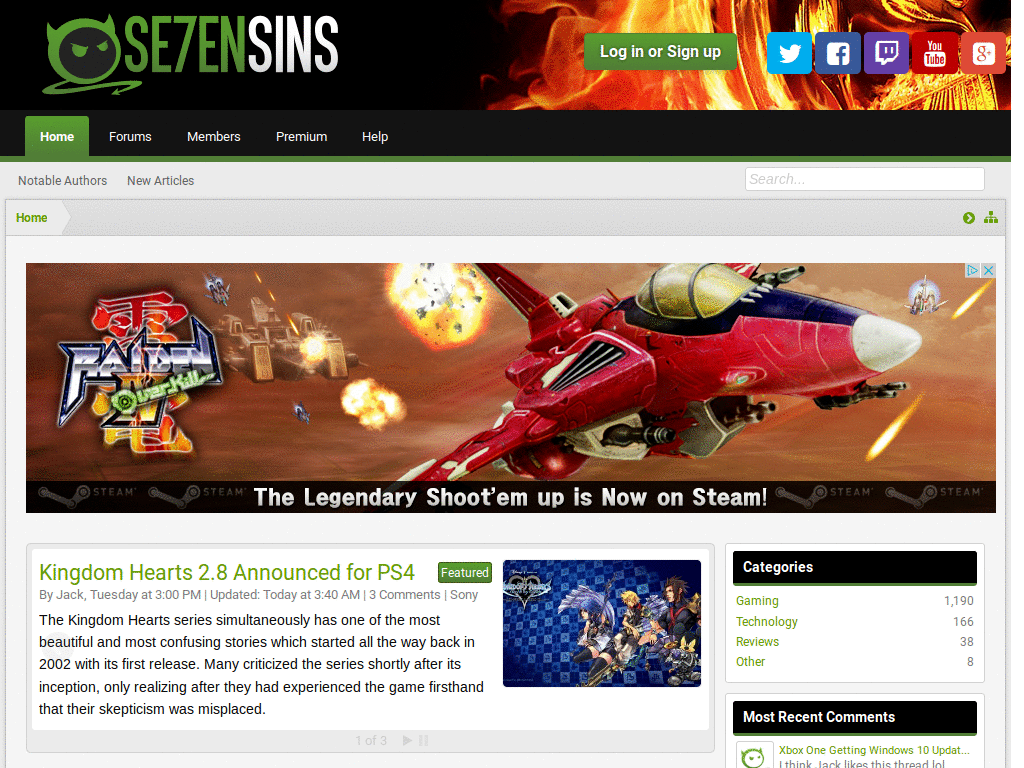 SE7ENSINS
Log in or Sign up
You
Tube
g+
Home
Forums
Members
Premium
Help
Notable Authors
New Articles
Search...
Home
雷
RAIDEN
OverKill
電
STEAM STEAM The Legendary Shoot'em up is Now on Steam! STEAM STEAM
Kingdom Hearts 2.8 Announced for PS4
Featured
By Jack, Tuesday at 3:00 PM | Updated: Today at 3:40 AM | 3 Comments | Sony
The Kingdom Hearts series simultaneously has one of the most
beautiful and most confusing stories which started all the way back in
2002 with its first release. Many criticized the series shortly after its
inception, only realizing after they had experienced the game firsthand
that their skepticism was misplaced.
KINGDOM HEARTS
1 of 3
Categories
Gaming 1,190
Technology 166
Reviews 38
Other 8
Most Recent Comments
Xbox One Getting Windows 10 Updat...
I think Jack likes this thread lol